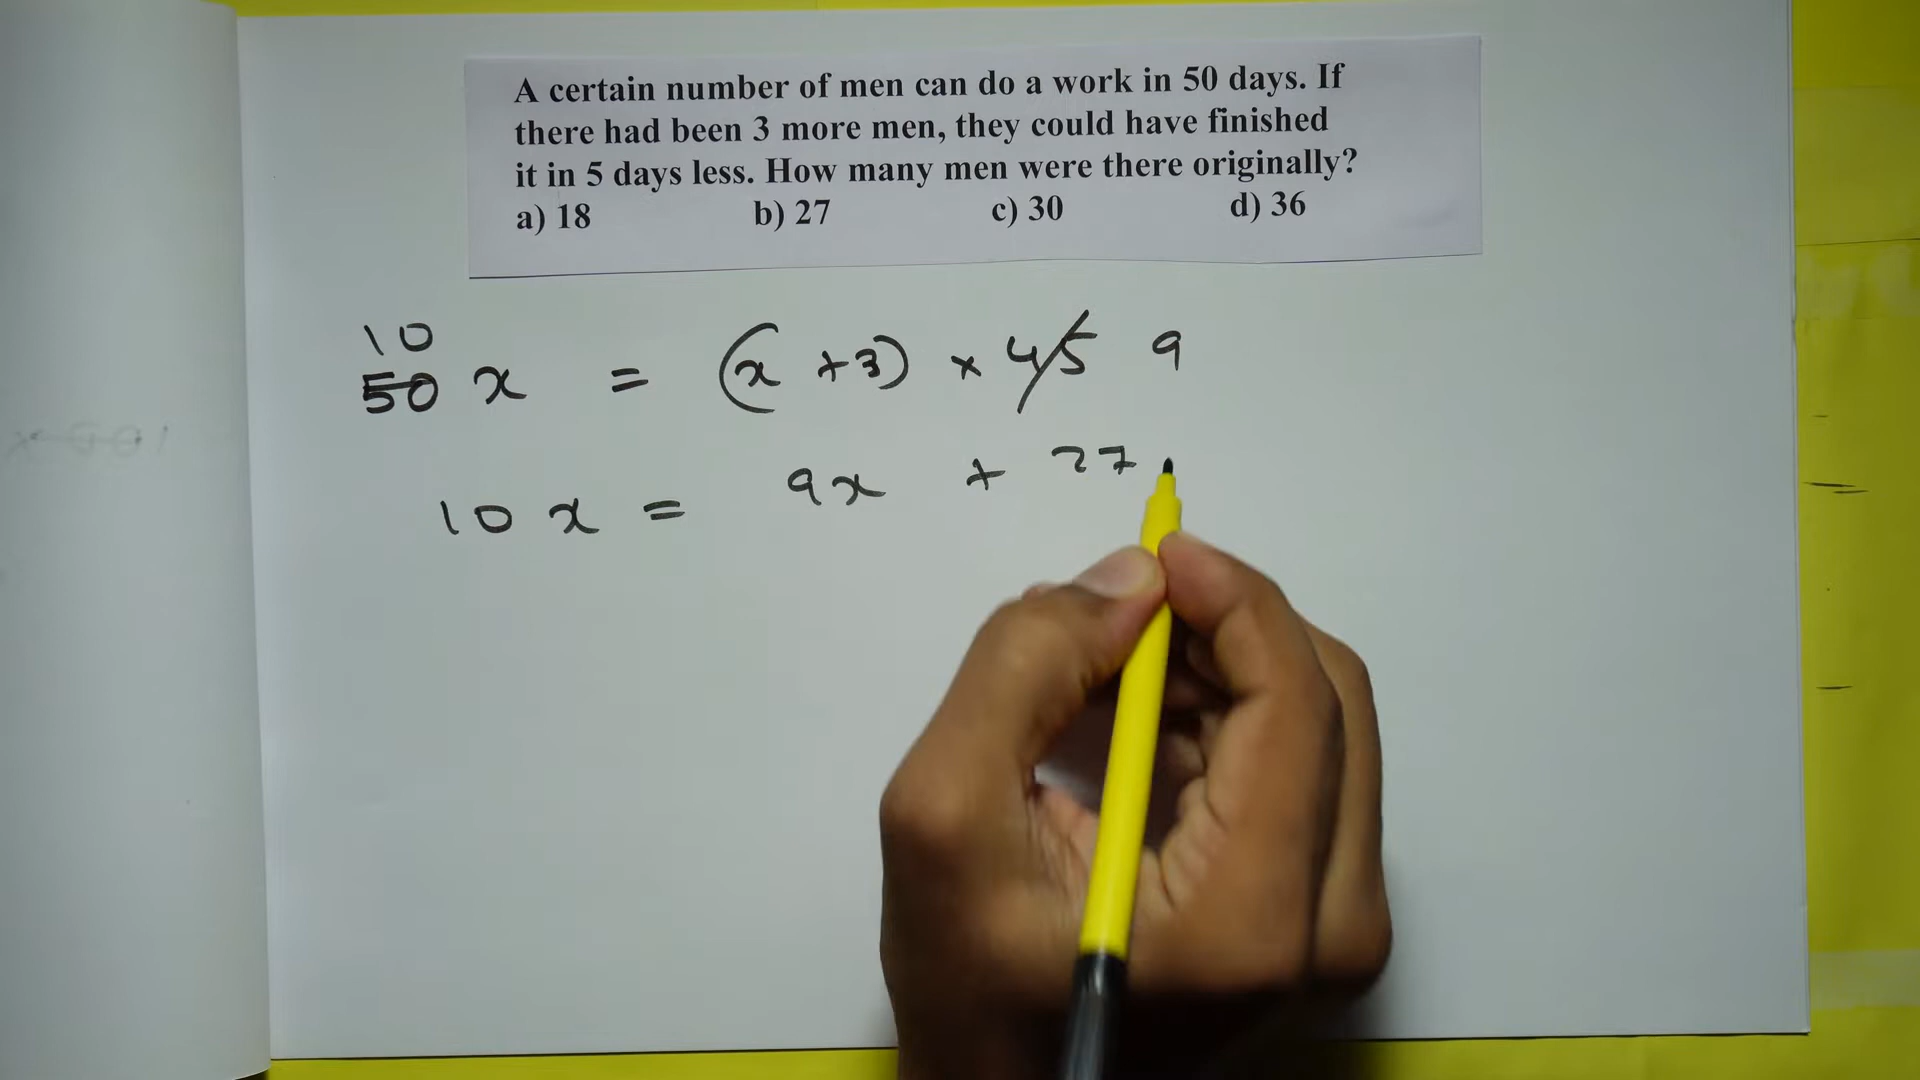 A certain number of men can do a work in 50 days. If
there had been 3 more men, they could have finished
it in 5 days less. How many men were there originally?
a) 18 b) 27 c) 30 d) 36
10
50 x = (x + 3) × 45 9
10 x = 9x + 27